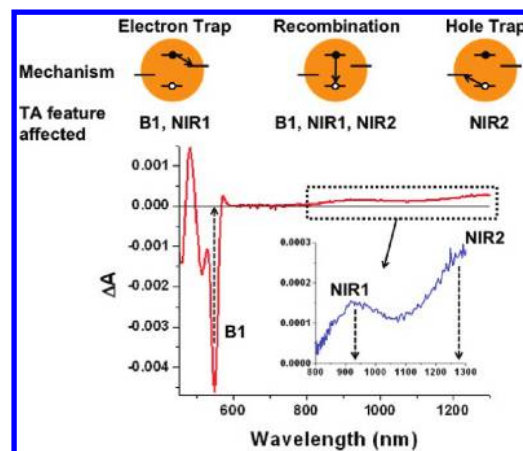 Electron Trap Recombination Hole Trap
Mechanism
TA feature
affected
B1, NIR1 B1, NIR1, NIR2 NIR2
0.001
0.000
-0.001
-0.002
-0.003
-0.004
ΔA
B1
0.0003
0.0002
0.0001
0.0000
NIR1
NIR2
800 900 1000 1100 1200 1300
600 800 1000 1200
Wavelength (nm)